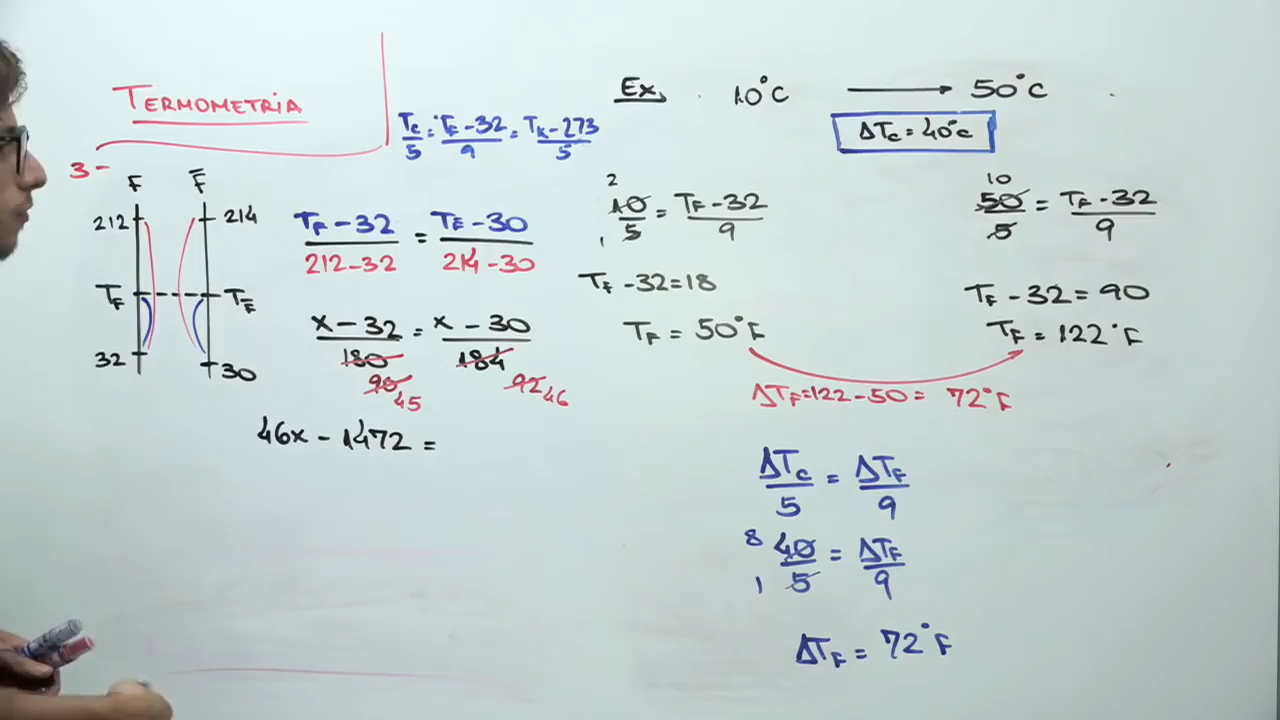 TERMOMETRIA
Tc/5 = TF-32/9 = TK-273/5
3-
F F̄
212 214
TF TF̄
32 30
TF-32/212-32 = TF̄-30/214-30
x-32/180 = x-30/184
90 45 92 46
46x - 1472 =
Ex. 10°C → 50°C
ΔTc = 40°C
2
10/5 = TF-32/9
1
TF-32=18
TF = 50°F
10
50/5 = TF-32/9
TF-32=90
TF = 122°F
ΔTF=122-50= 72°F
ΔTc/5 = ΔTF/9
8 40/5 = ΔTF/9
1
ΔTF = 72°F